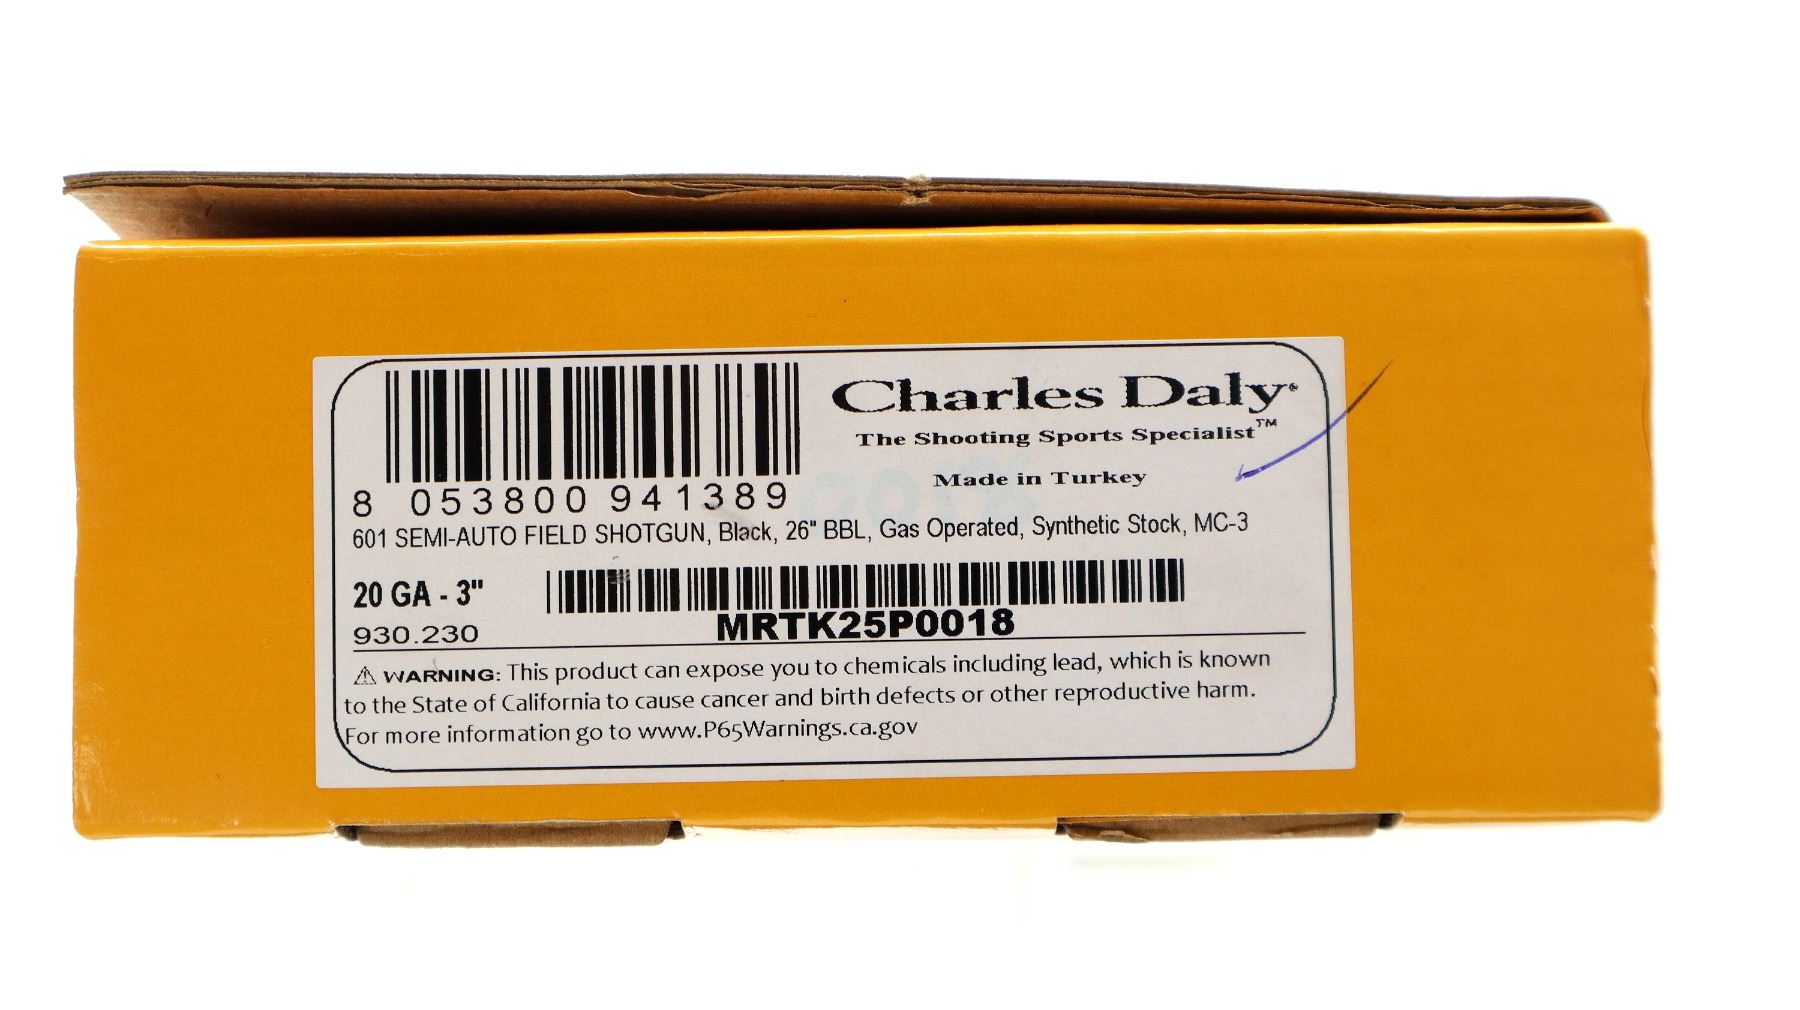 Charles Daly
The Shooting Sports Specialist™
Made in Turkey
8 053800 941389
601 SEMI-AUTO FIELD SHOTGUN, Black, 26" BBL, Gas Operated, Synthetic Stock, MC-3
20 GA - 3"
930.230
MRTK25P0018
⚠ WARNING: This product can expose you to chemicals including lead, which is known
to the State of California to cause cancer and birth defects or other reproductive harm.
For more information go to www.P65Warnings.ca.gov